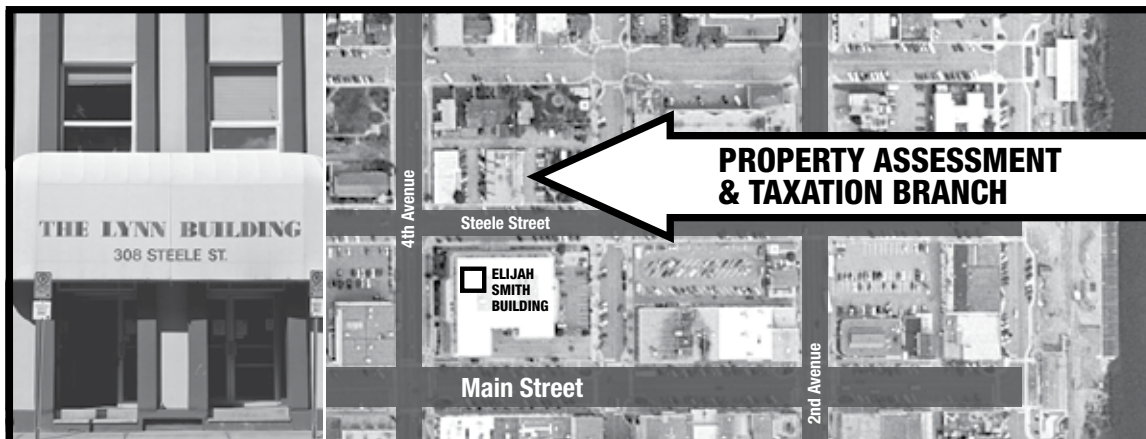 THE LYNN BUILDING
308 STEELE ST.
PROPERTY ASSESSMENT
& TAXATION BRANCH
4th Avenue
Steele Street
ELIJAH
SMITH
BUILDING
Main Street
2nd Avenue